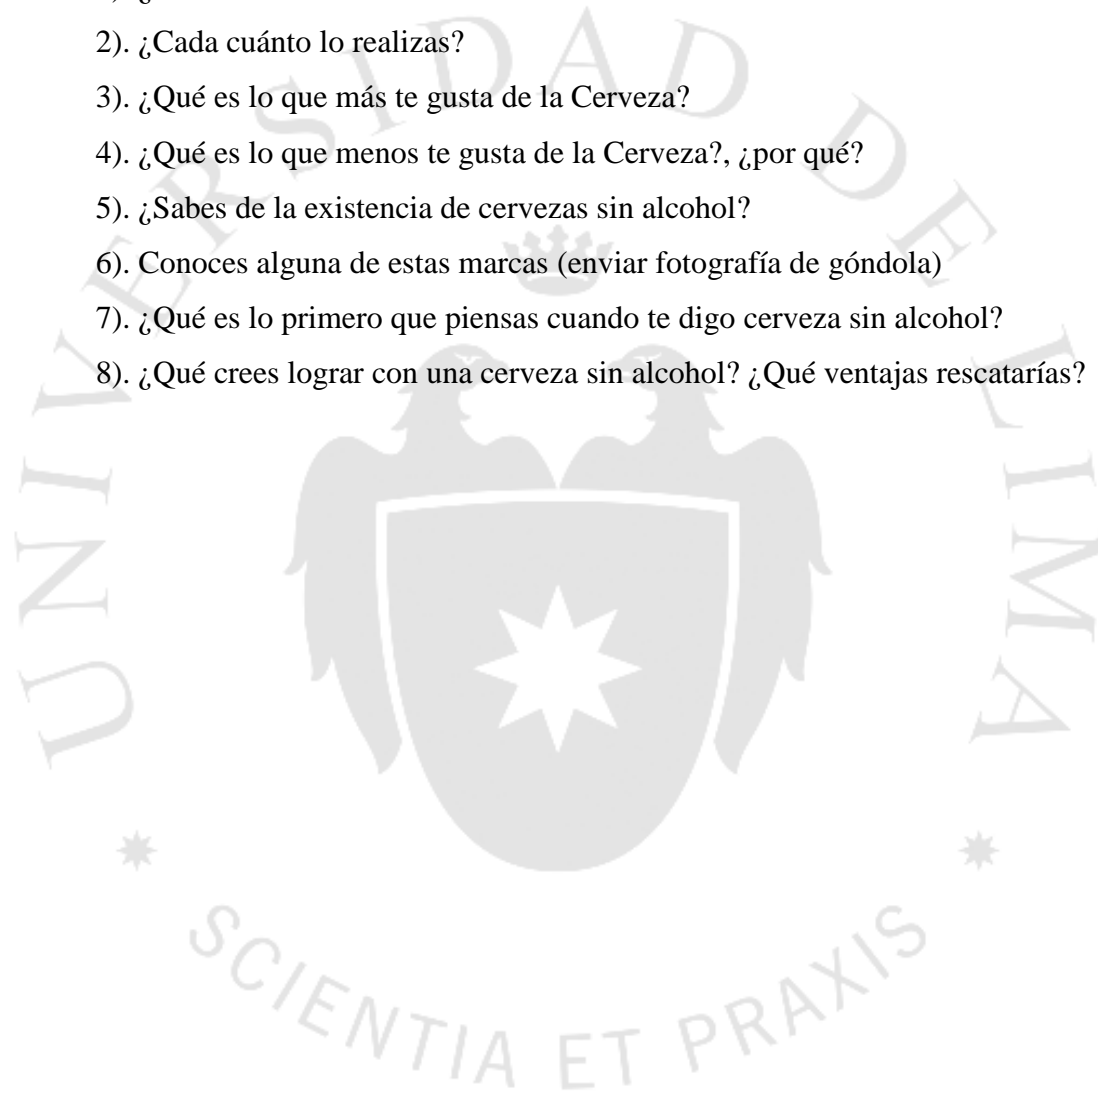 2). ¿Cada cuánto lo realizas?
3). ¿Qué es lo que más te gusta de la Cerveza?
4). ¿Qué es lo que menos te gusta de la Cerveza?, ¿por qué?
5). ¿Sabes de la existencia de cervezas sin alcohol?
6). Conoces alguna de estas marcas (enviar fotografía de góndola)
7). ¿Qué es lo primero que piensas cuando te digo cerveza sin alcohol?
8). ¿Qué crees lograr con una cerveza sin alcohol? ¿Qué ventajas rescatarías?
UNIVERSIDAD DE LIMA
SCIENTIA ET PRAXIS